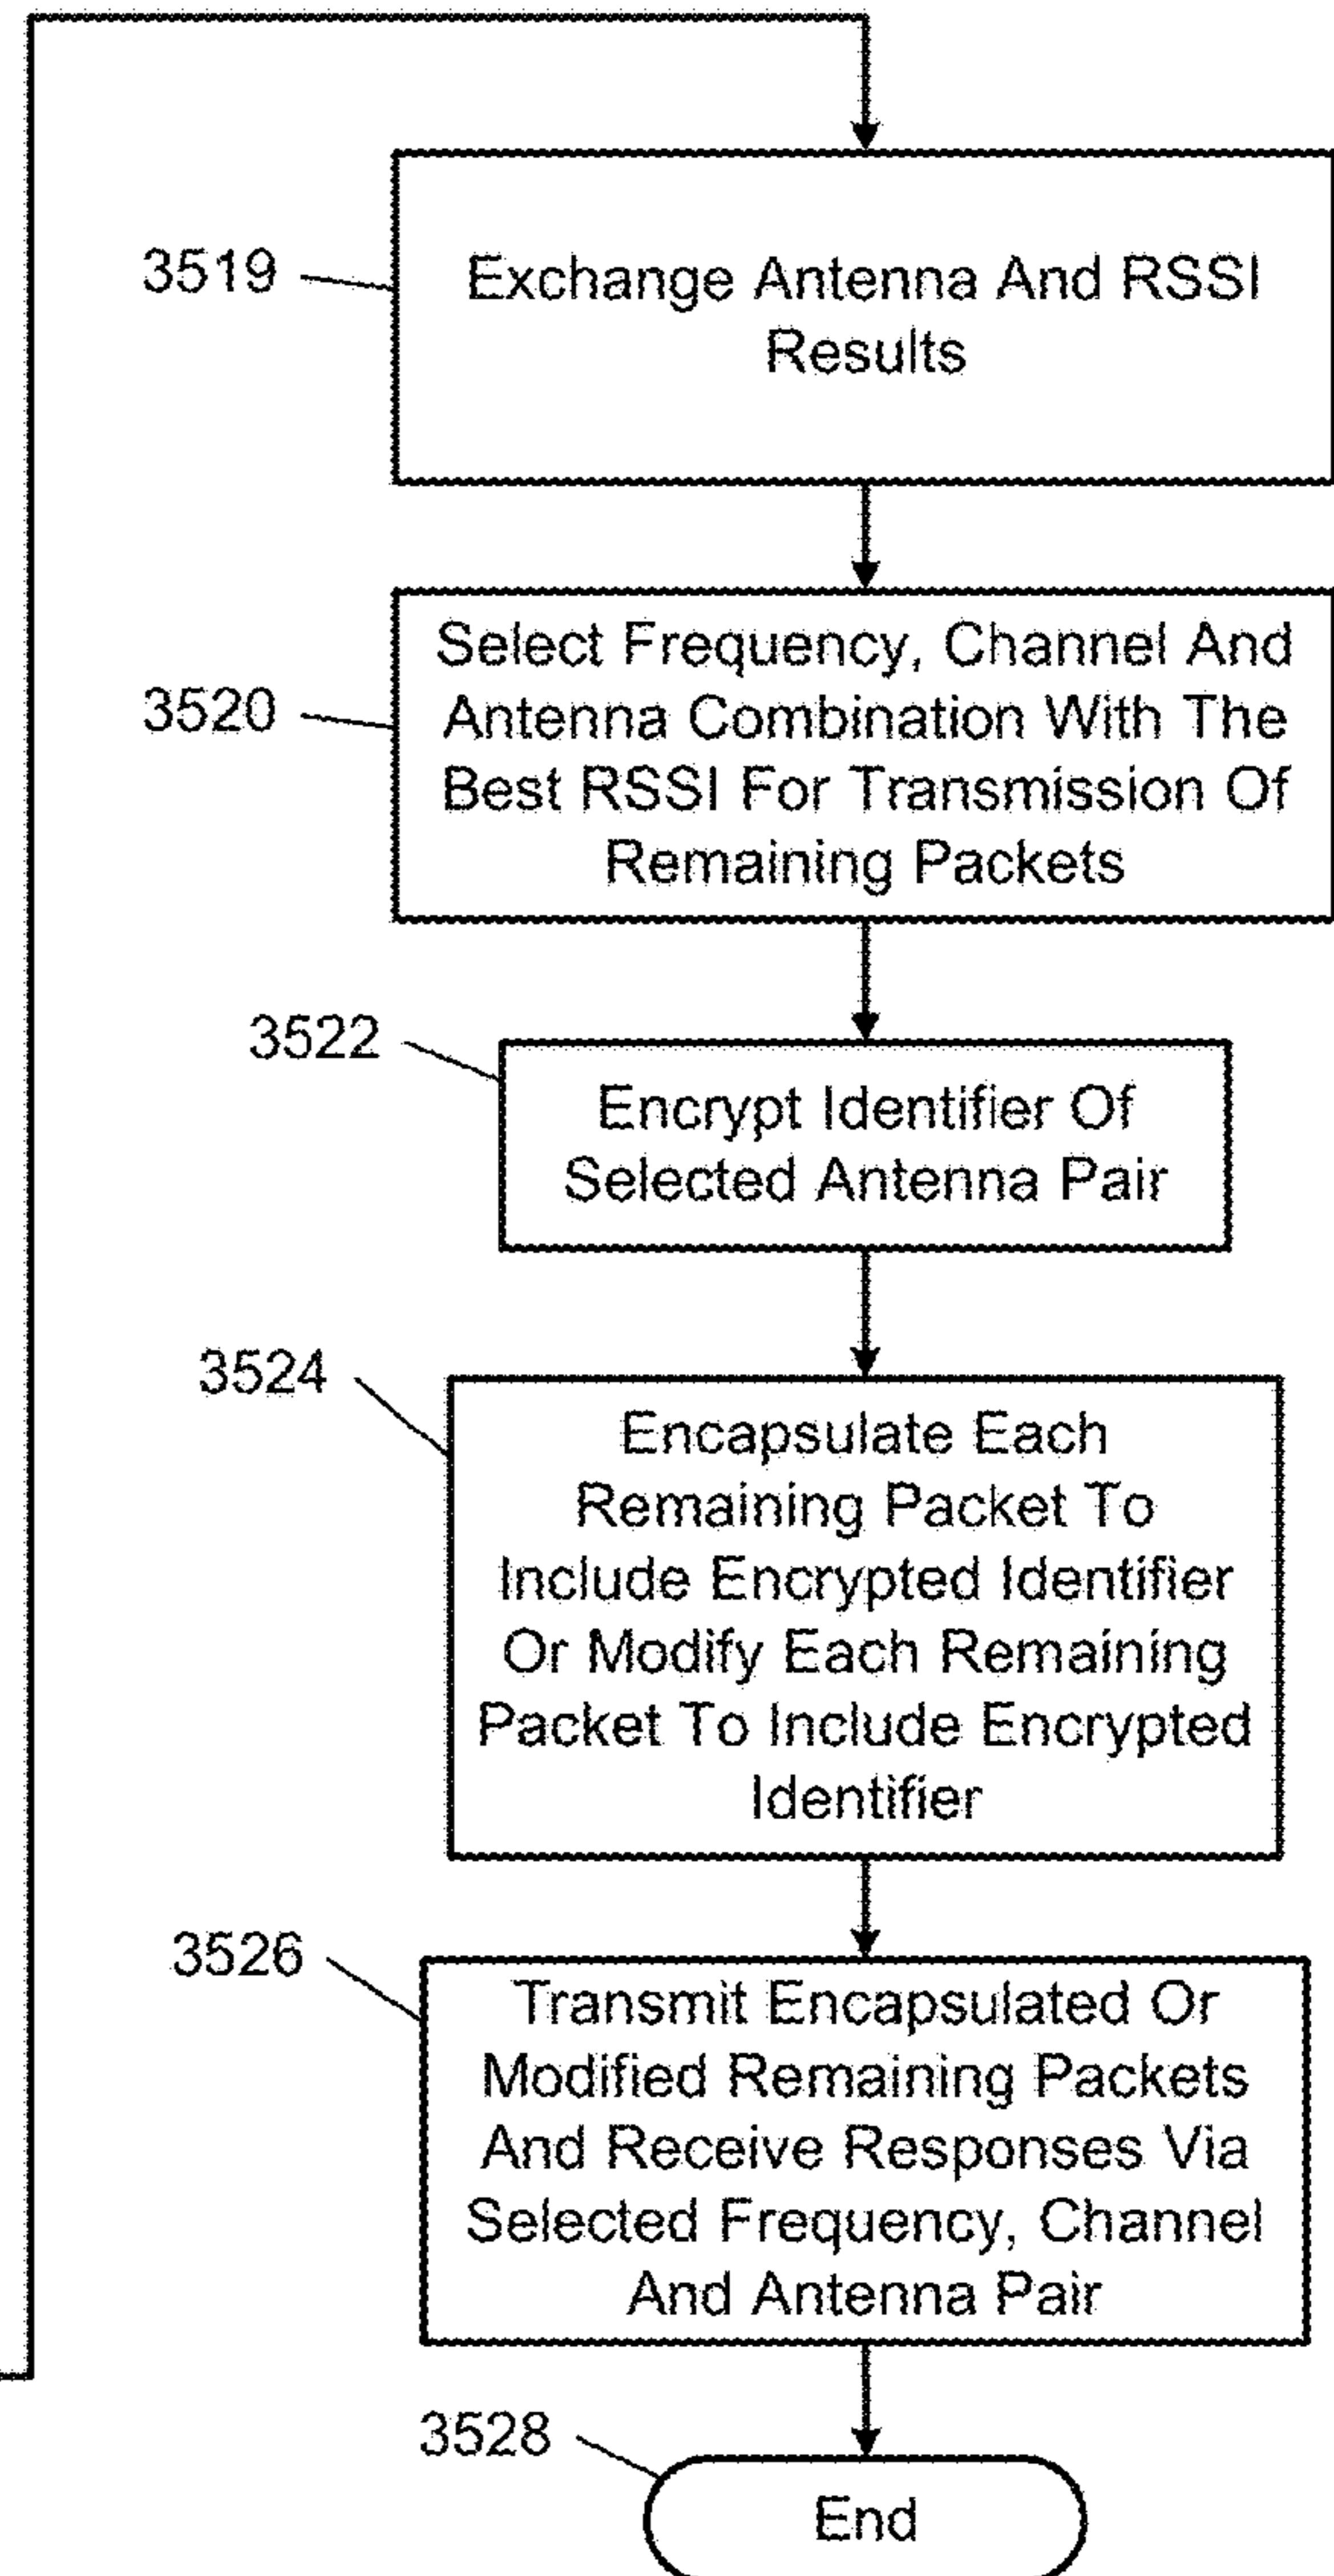 3519
Exchange Antenna And RSSI
Results
3520
Select Frequency, Channel And
Antenna Combination With The
Best RSSI For Transmission Of
Remaining Packets
3522
Encrypt Identifier Of
Selected Antenna Pair
3524
Encapsulate Each
Remaining Packet To
Include Encrypted Identifier
Or Modify Each Remaining
Packet To Include Encrypted
Identifier
3526
Transmit Encapsulated Or
Modified Remaining Packets
And Receive Responses Via
Selected Frequency, Channel
And Antenna Pair
3528
End